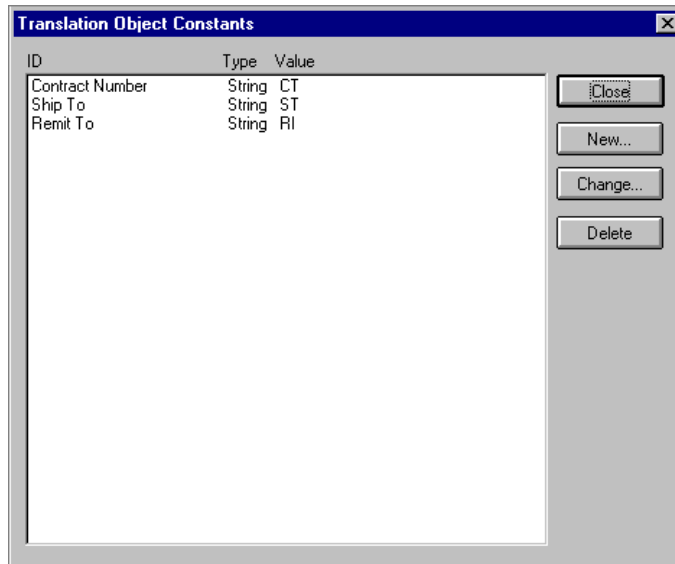 Translation Object Constants
ID Type Value
Contract Number String CT
Ship To String ST
Remit To String RI
Close
New...
Change...
Delete